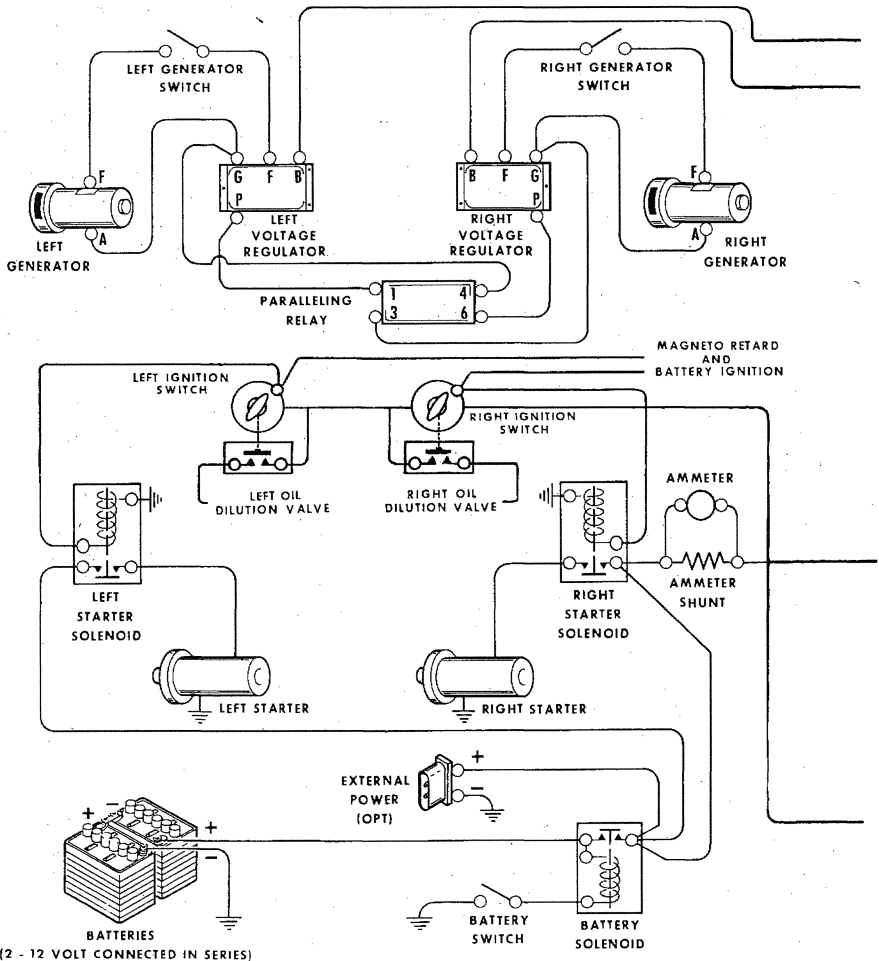 LEFT GENERATOR
SWITCH
RIGHT GENERATOR
SWITCH
F
A
LEFT
GENERATOR
G F B
P
LEFT
VOLTAGE
REGULATOR
B F G
P
RIGHT
VOLTAGE
REGULATOR
F
A
RIGHT
GENERATOR
PARALLELING
RELAY
1 4
3 6
MAGNETO RETARD
AND
BATTERY IGNITION
LEFT IGNITION
SWITCH
RIGHT IGNITION
SWITCH
LEFT OIL
DILUTION VALVE
RIGHT OIL
DILUTION VALVE
AMMETER
AMMETER
SHUNT
LEFT
STARTER
SOLENOID
RIGHT
STARTER
SOLENOID
LEFT STARTER
RIGHT STARTER
EXTERNAL
POWER
(OPT)
+
−
+ −
+
−
BATTERIES
(2 - 12 VOLT CONNECTED IN SERIES)
BATTERY
SWITCH
BATTERY
SOLENOID